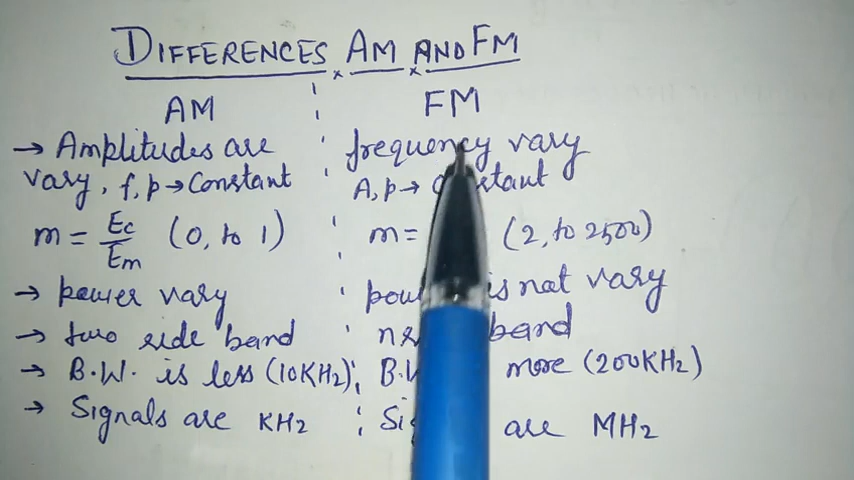 DIFFERENCES AM AND FM
AM FM
→ Amplitudes are frequency vary
vary, f,p → Constant A,p →
m = Ec/Em (0, to 1) m = (2, to 2500)
→ power vary is not vary
→ two side band band
→ B.W. is less (10KHz) more (200KHz)
→ Signals are KHz are MHz